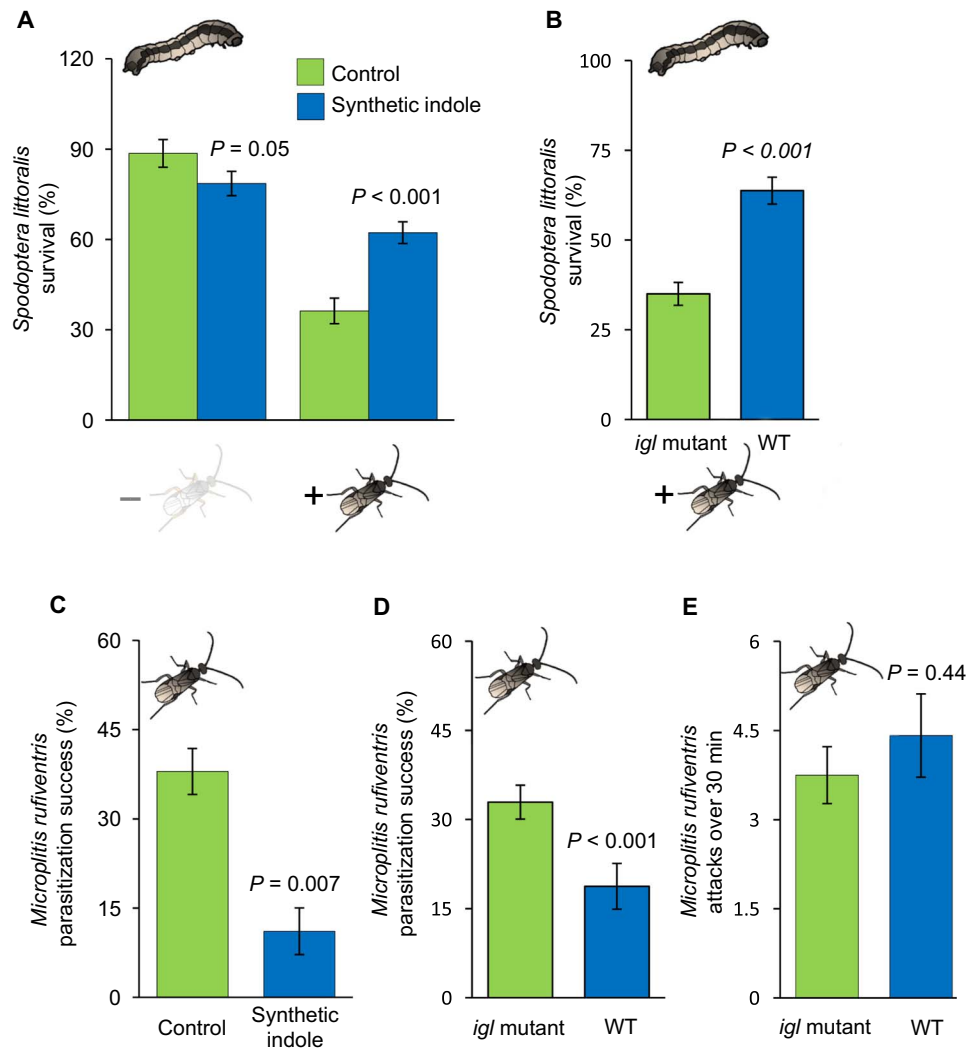 A
120
90
60
30
0
Spodoptera littoralis
survival (%)
Control
Synthetic indole
P = 0.05
P < 0.001
–
+
B
100
75
50
25
0
Spodoptera littoralis
survival (%)
P < 0.001
igl mutant
WT
+
C
60
45
30
15
0
Microplitis rufiventris
parasitization success (%)
P = 0.007
Control
Synthetic
indole
D
60
45
30
15
0
Microplitis rufiventris
parasitization success (%)
P < 0.001
igl mutant
WT
E
6
4.5
3
1.5
0
Microplitis rufiventris
attacks over 30 min
P = 0.44
igl mutant
WT